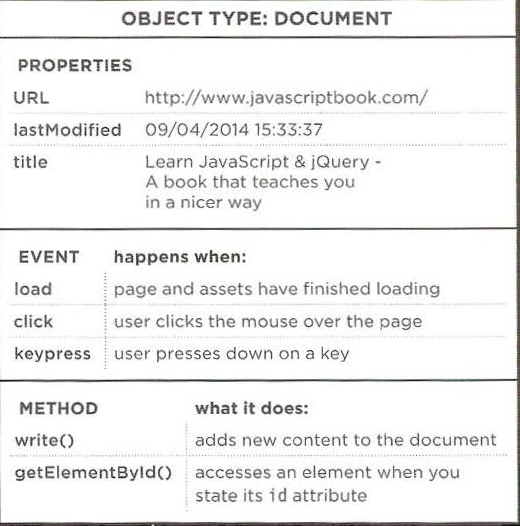 OBJECT TYPE: DOCUMENT
PROPERTIES
URL http://www.javascriptbook.com/
lastModified 09/04/2014 15:33:37
title Learn JavaScript & jQuery -
A book that teaches you
in a nicer way
EVENT happens when:
load page and assets have finished loading
click user clicks the mouse over the page
keypress user presses down on a key
METHOD what it does:
write() adds new content to the document
getElementById() accesses an element when you
state its id attribute